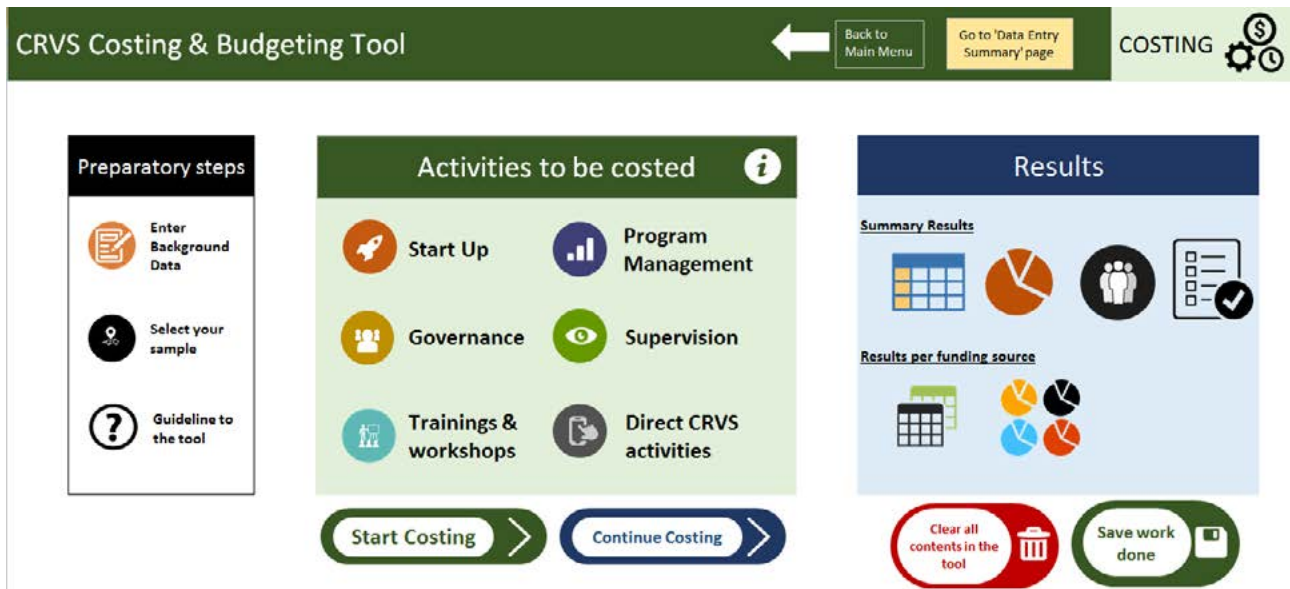 CRVS Costing & Budgeting Tool
Back to
Main Menu
Go to 'Data Entry
Summary' page
COSTING
Preparatory steps
Enter
Background
Data
Select your
sample
Guideline to
the tool
Activities to be costed
i
Start Up
Program
Management
Governance
Supervision
Trainings &
workshops
Direct CRVS
activities
Start Costing
Continue Costing
Results
Summary Results
Results per funding source
Clear all
contents in the
tool
Save work
done